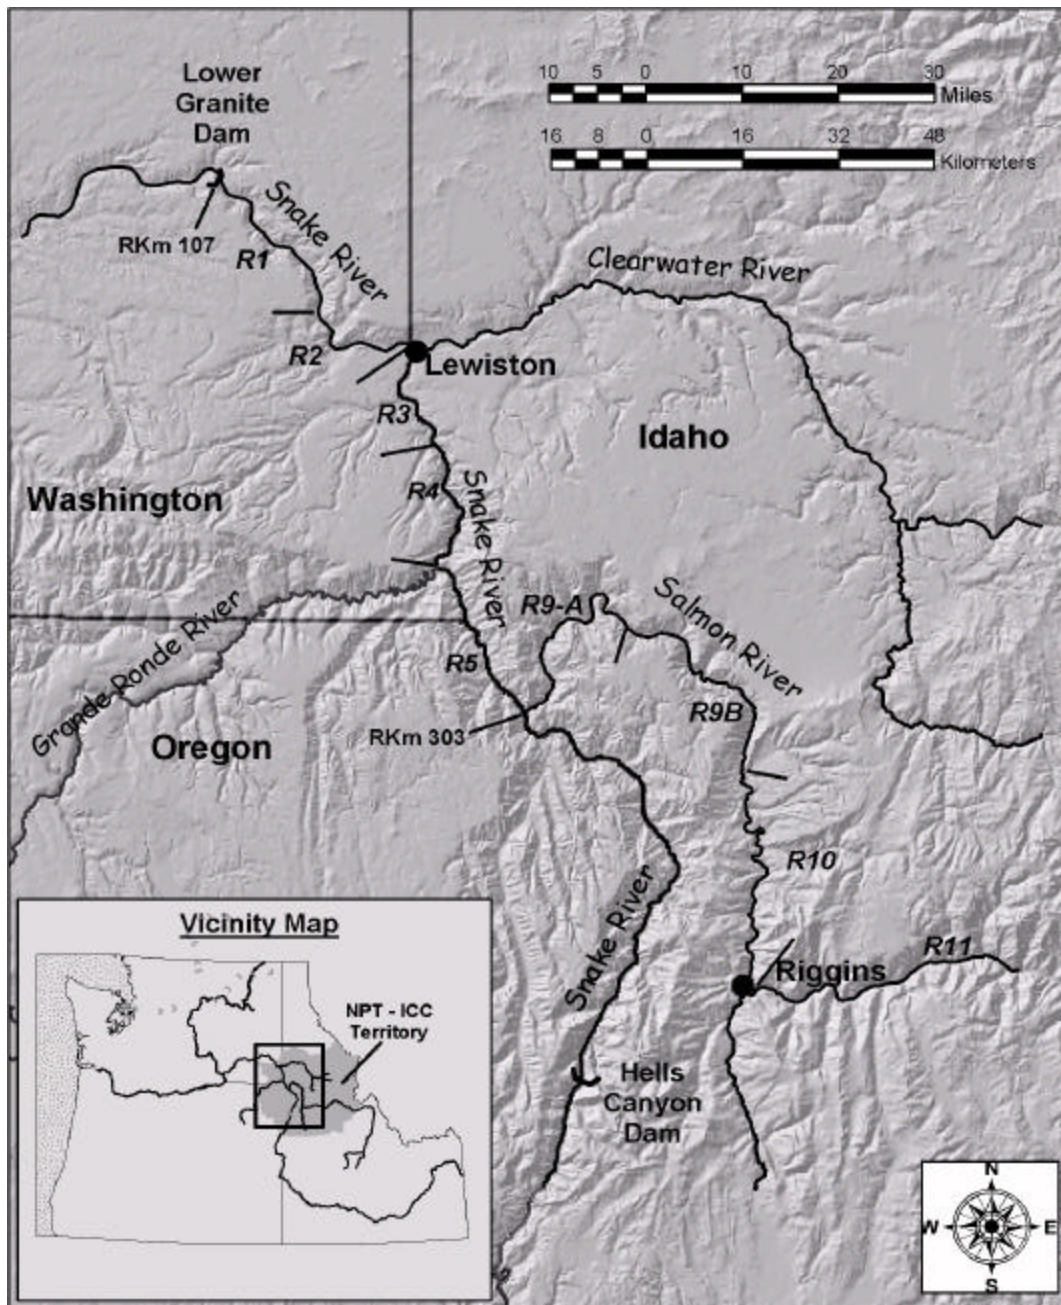 Lower
Granite
Dam
10 5 0 10 20 30
Miles
16 8 0 16 32 48
Kilometers
Snake River
RKm 107
R1
Clearwater River
R2
Lewiston
R3
Idaho
Washington
R4
Snake River
R9-A
Salmon River
Grande Ronde River
R5
R9B
RKm 303
Oregon
R10
Snake River
R11
Riggins
Hells
Canyon
Dam
Vicinity Map
NPT - ICC
Territory
N
W E
S